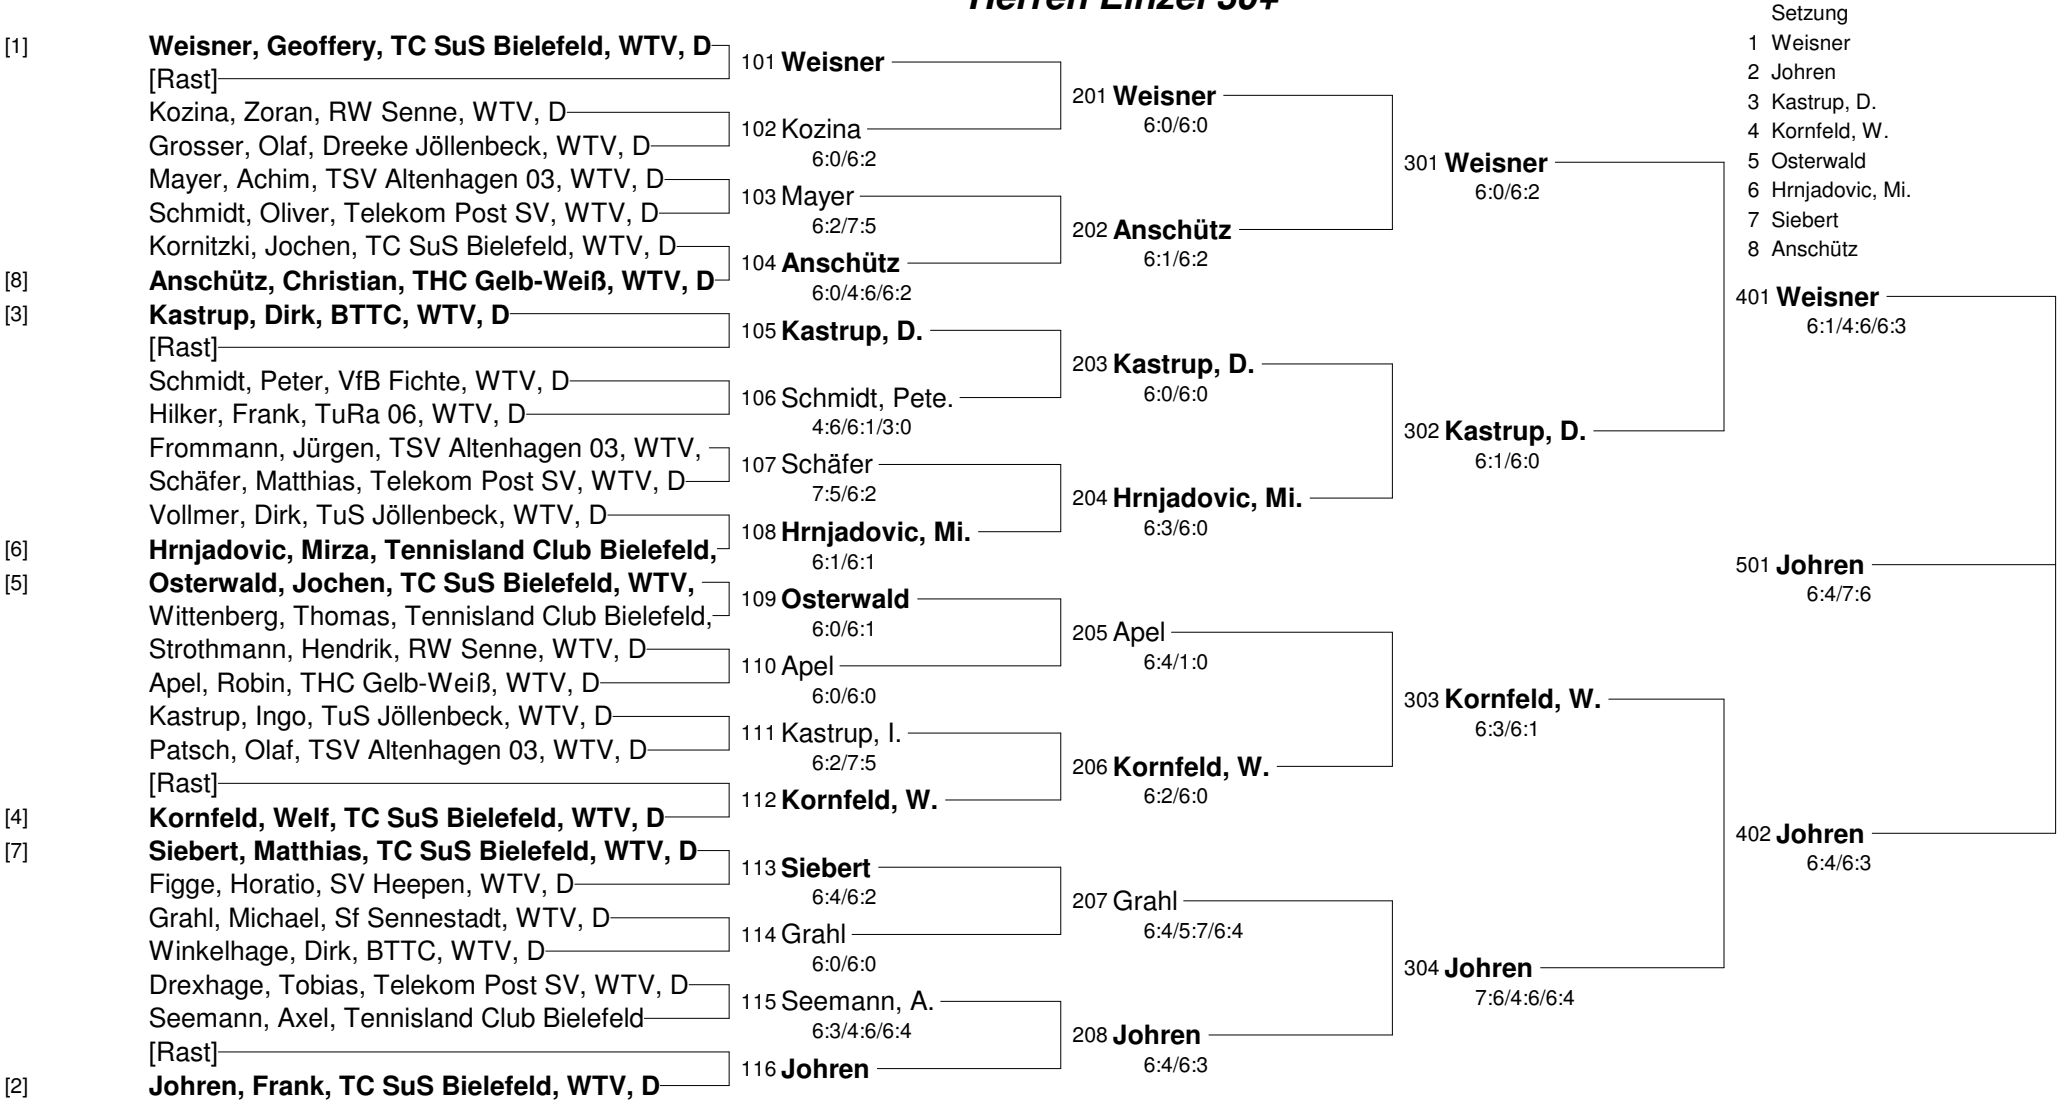 Herren Einzel 50+
Setzung
1 Weisner
2 Johren
3 Kastrup, D.
4 Kornfeld, W.
5 Osterwald
6 Hrnjadovic, Mi.
7 Siebert
8 Anschütz
[1] Weisner, Geoffery, TC SuS Bielefeld, WTV, D
[Rast]
Kozina, Zoran, RW Senne, WTV, D
Grosser, Olaf, Dreeke Jöllenbeck, WTV, D
Mayer, Achim, TSV Altenhagen 03, WTV, D
Schmidt, Oliver, Telekom Post SV, WTV, D
Kornitzki, Jochen, TC SuS Bielefeld, WTV, D
[8] Anschütz, Christian, THC Gelb-Weiß, WTV, D
[3] Kastrup, Dirk, BTTC, WTV, D
[Rast]
Schmidt, Peter, VfB Fichte, WTV, D
Hilker, Frank, TuRa 06, WTV, D
Frommann, Jürgen, TSV Altenhagen 03, WTV,
Schäfer, Matthias, Telekom Post SV, WTV, D
Vollmer, Dirk, TuS Jöllenbeck, WTV, D
[6] Hrnjadovic, Mirza, Tennisland Club Bielefeld,
[5] Osterwald, Jochen, TC SuS Bielefeld, WTV,
Wittenberg, Thomas, Tennisland Club Bielefeld,
Strothmann, Hendrik, RW Senne, WTV, D
Apel, Robin, THC Gelb-Weiß, WTV, D
Kastrup, Ingo, TuS Jöllenbeck, WTV, D
Patsch, Olaf, TSV Altenhagen 03, WTV, D
[Rast]
[4] Kornfeld, Welf, TC SuS Bielefeld, WTV, D
[7] Siebert, Matthias, TC SuS Bielefeld, WTV, D
Figge, Horatio, SV Heepen, WTV, D
Grahl, Michael, Sf Sennestadt, WTV, D
Winkelhage, Dirk, BTTC, WTV, D
Drexhage, Tobias, Telekom Post SV, WTV, D
Seemann, Axel, Tennisland Club Bielefeld
[Rast]
[2] Johren, Frank, TC SuS Bielefeld, WTV, D
101 Weisner
102 Kozina
6:0/6:2
103 Mayer
6:2/7:5
104 Anschütz
6:0/4:6/6:2
105 Kastrup, D.
106 Schmidt, Pete.
4:6/6:1/3:0
107 Schäfer
7:5/6:2
108 Hrnjadovic, Mi.
6:1/6:1
109 Osterwald
6:0/6:1
110 Apel
6:0/6:0
111 Kastrup, I.
6:2/7:5
112 Kornfeld, W.
113 Siebert
6:4/6:2
114 Grahl
6:0/6:0
115 Seemann, A.
6:3/4:6/6:4
116 Johren
201 Weisner
6:0/6:0
202 Anschütz
6:1/6:2
203 Kastrup, D.
6:0/6:0
204 Hrnjadovic, Mi.
6:3/6:0
205 Apel
6:4/1:0
206 Kornfeld, W.
6:2/6:0
207 Grahl
6:4/5:7/6:4
208 Johren
6:4/6:3
301 Weisner
6:0/6:2
302 Kastrup, D.
6:1/6:0
303 Kornfeld, W.
6:3/6:1
304 Johren
7:6/4:6/6:4
401 Weisner
6:1/4:6/6:3
402 Johren
6:4/6:3
501 Johren
6:4/7:6